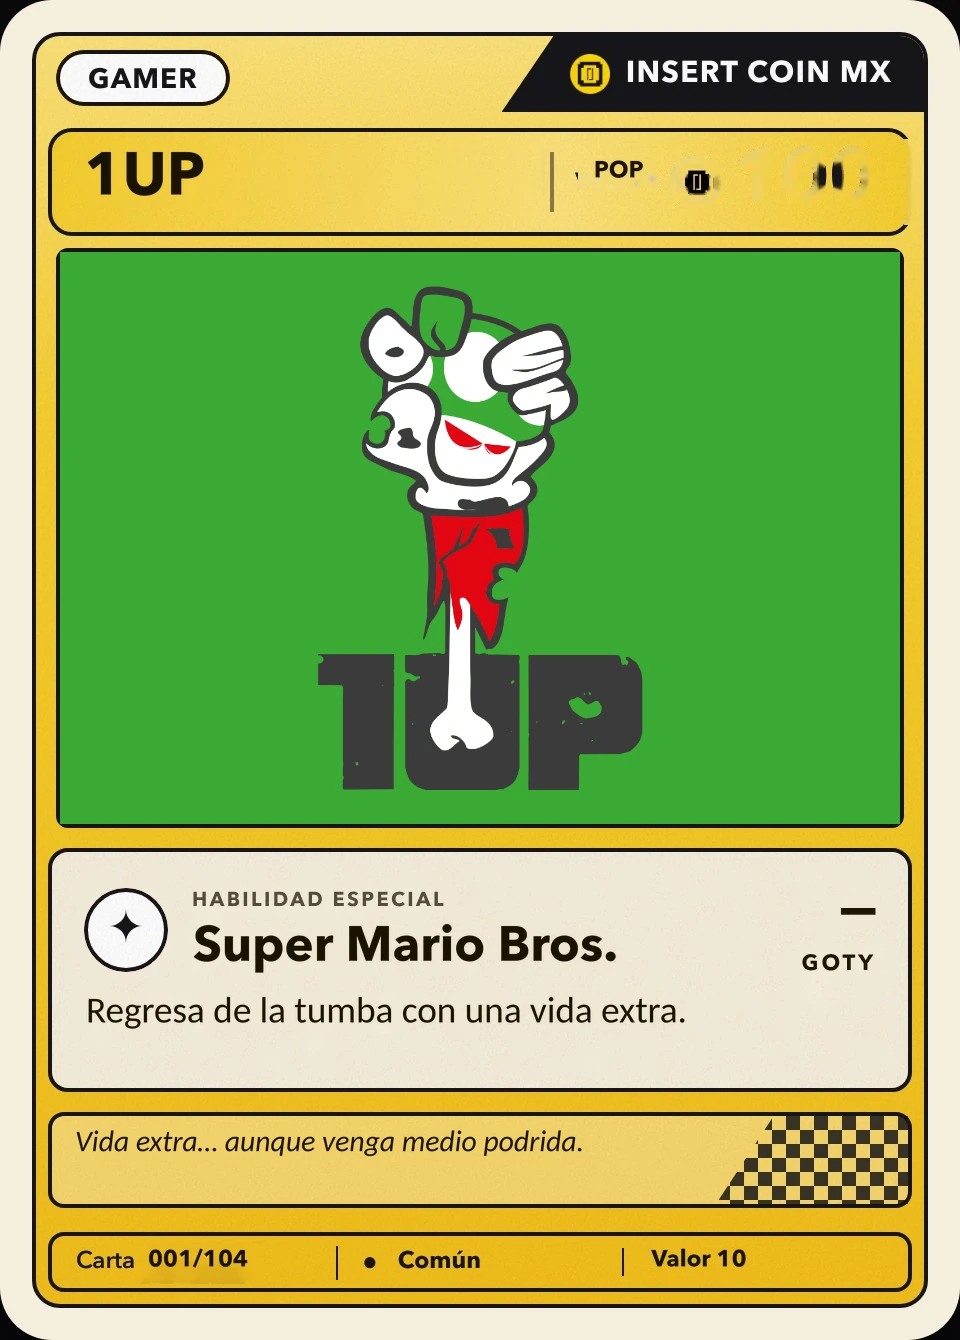 GAMER
INSERT COIN MX
1UP
POP
1UP
HABILIDAD ESPECIAL
Super Mario Bros.
—
GOTY
Regresa de la tumba con una vida extra.
Vida extra... aunque venga medio podrida.
Carta 001/104
• Común
Valor 10